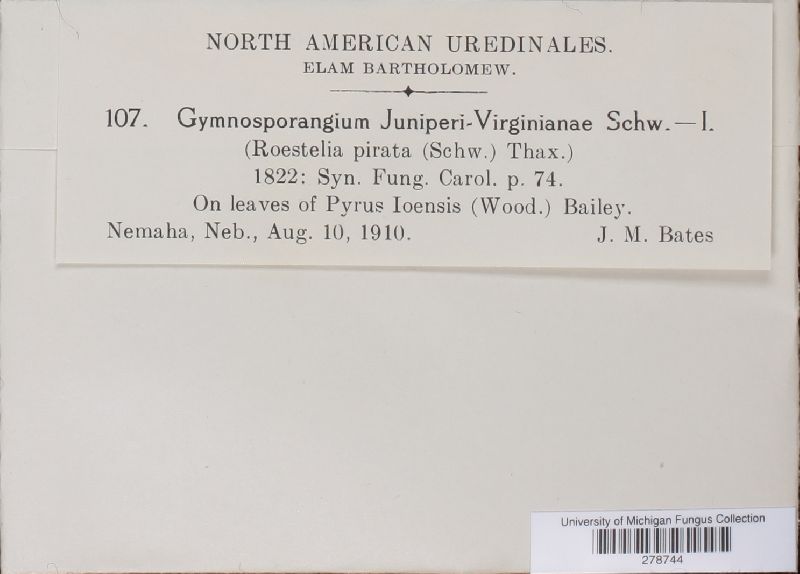 NORTH AMERICAN UREDINALES.
ELAM BARTHOLOMEW.
107. Gymnosporangium Juniperi-Virginianae Schw.—I.
(Roestelia pirata (Schw.) Thax.)
1822: Syn. Fung. Carol. p. 74.
On leaves of Pyrus Ioensis (Wood.) Bailey.
Nemaha, Neb., Aug. 10, 1910. J. M. Bates
University of Michigan Fungus Collection
278744